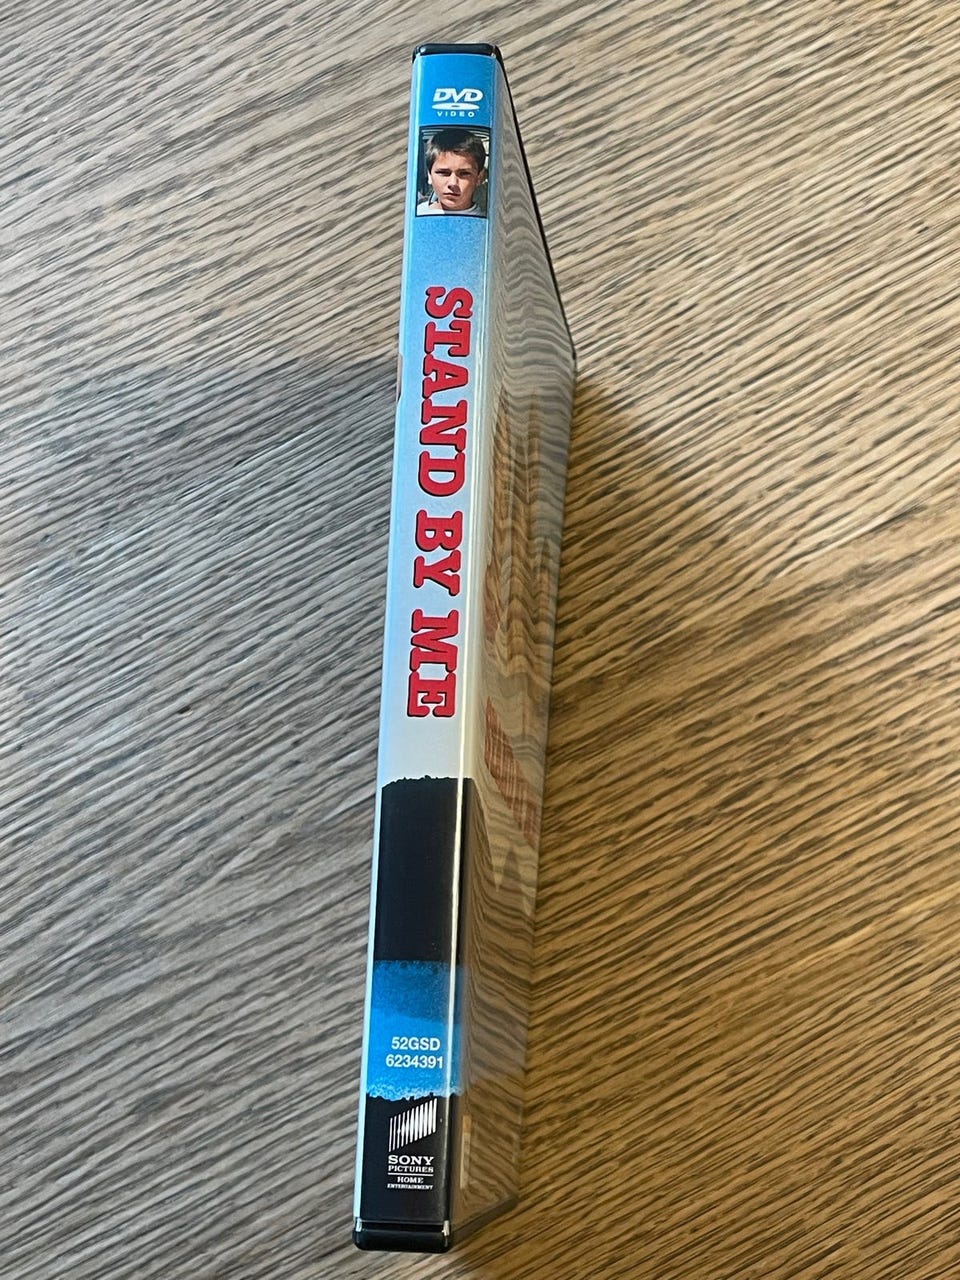 DVD
VIDEO
STAND BY ME
52GSD
6234391
SONY
PICTURES
HOME
ENTERTAINMENT